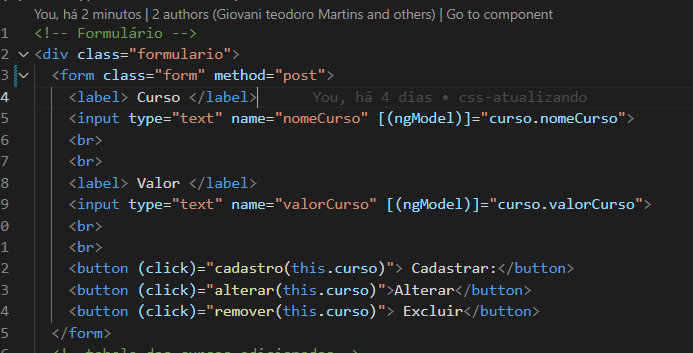 You, há 2 minutos | 2 authors (Giovani teodoro Martins and others) | Go to component
1 <!-- Formulário -->
2 <div class="formulario">
3 <form class="form" method="post">
4 <label> Curso </label> You, há 4 dias • css-atualizando
5 <input type="text" name="nomeCurso" [(ngModel)]="curso.nomeCurso">
6 <br>
7 <br>
8 <label> Valor </label>
9 <input type="text" name="valorCurso" [(ngModel)]="curso.valorCurso">
0 <br>
1 <br>
2 <button (click)="cadastro(this.curso)"> Cadastrar:</button>
3 <button (click)="alterar(this.curso)">Alterar</button>
4 <button (click)="remover(this.curso)"> Excluir</button>
5 </form>